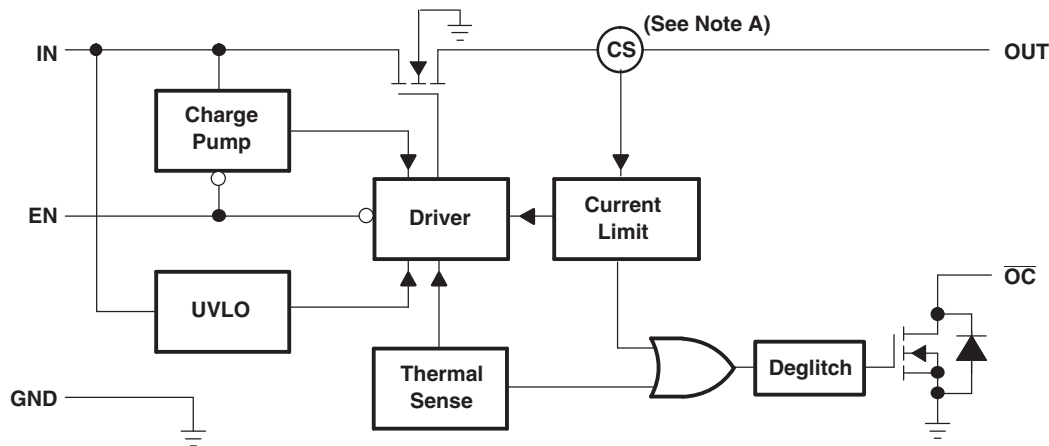 (See Note A)
IN
CS
OUT
Charge
Pump
EN
Driver
Current
Limit
OC
UVLO
Thermal
Sense
Deglitch
GND